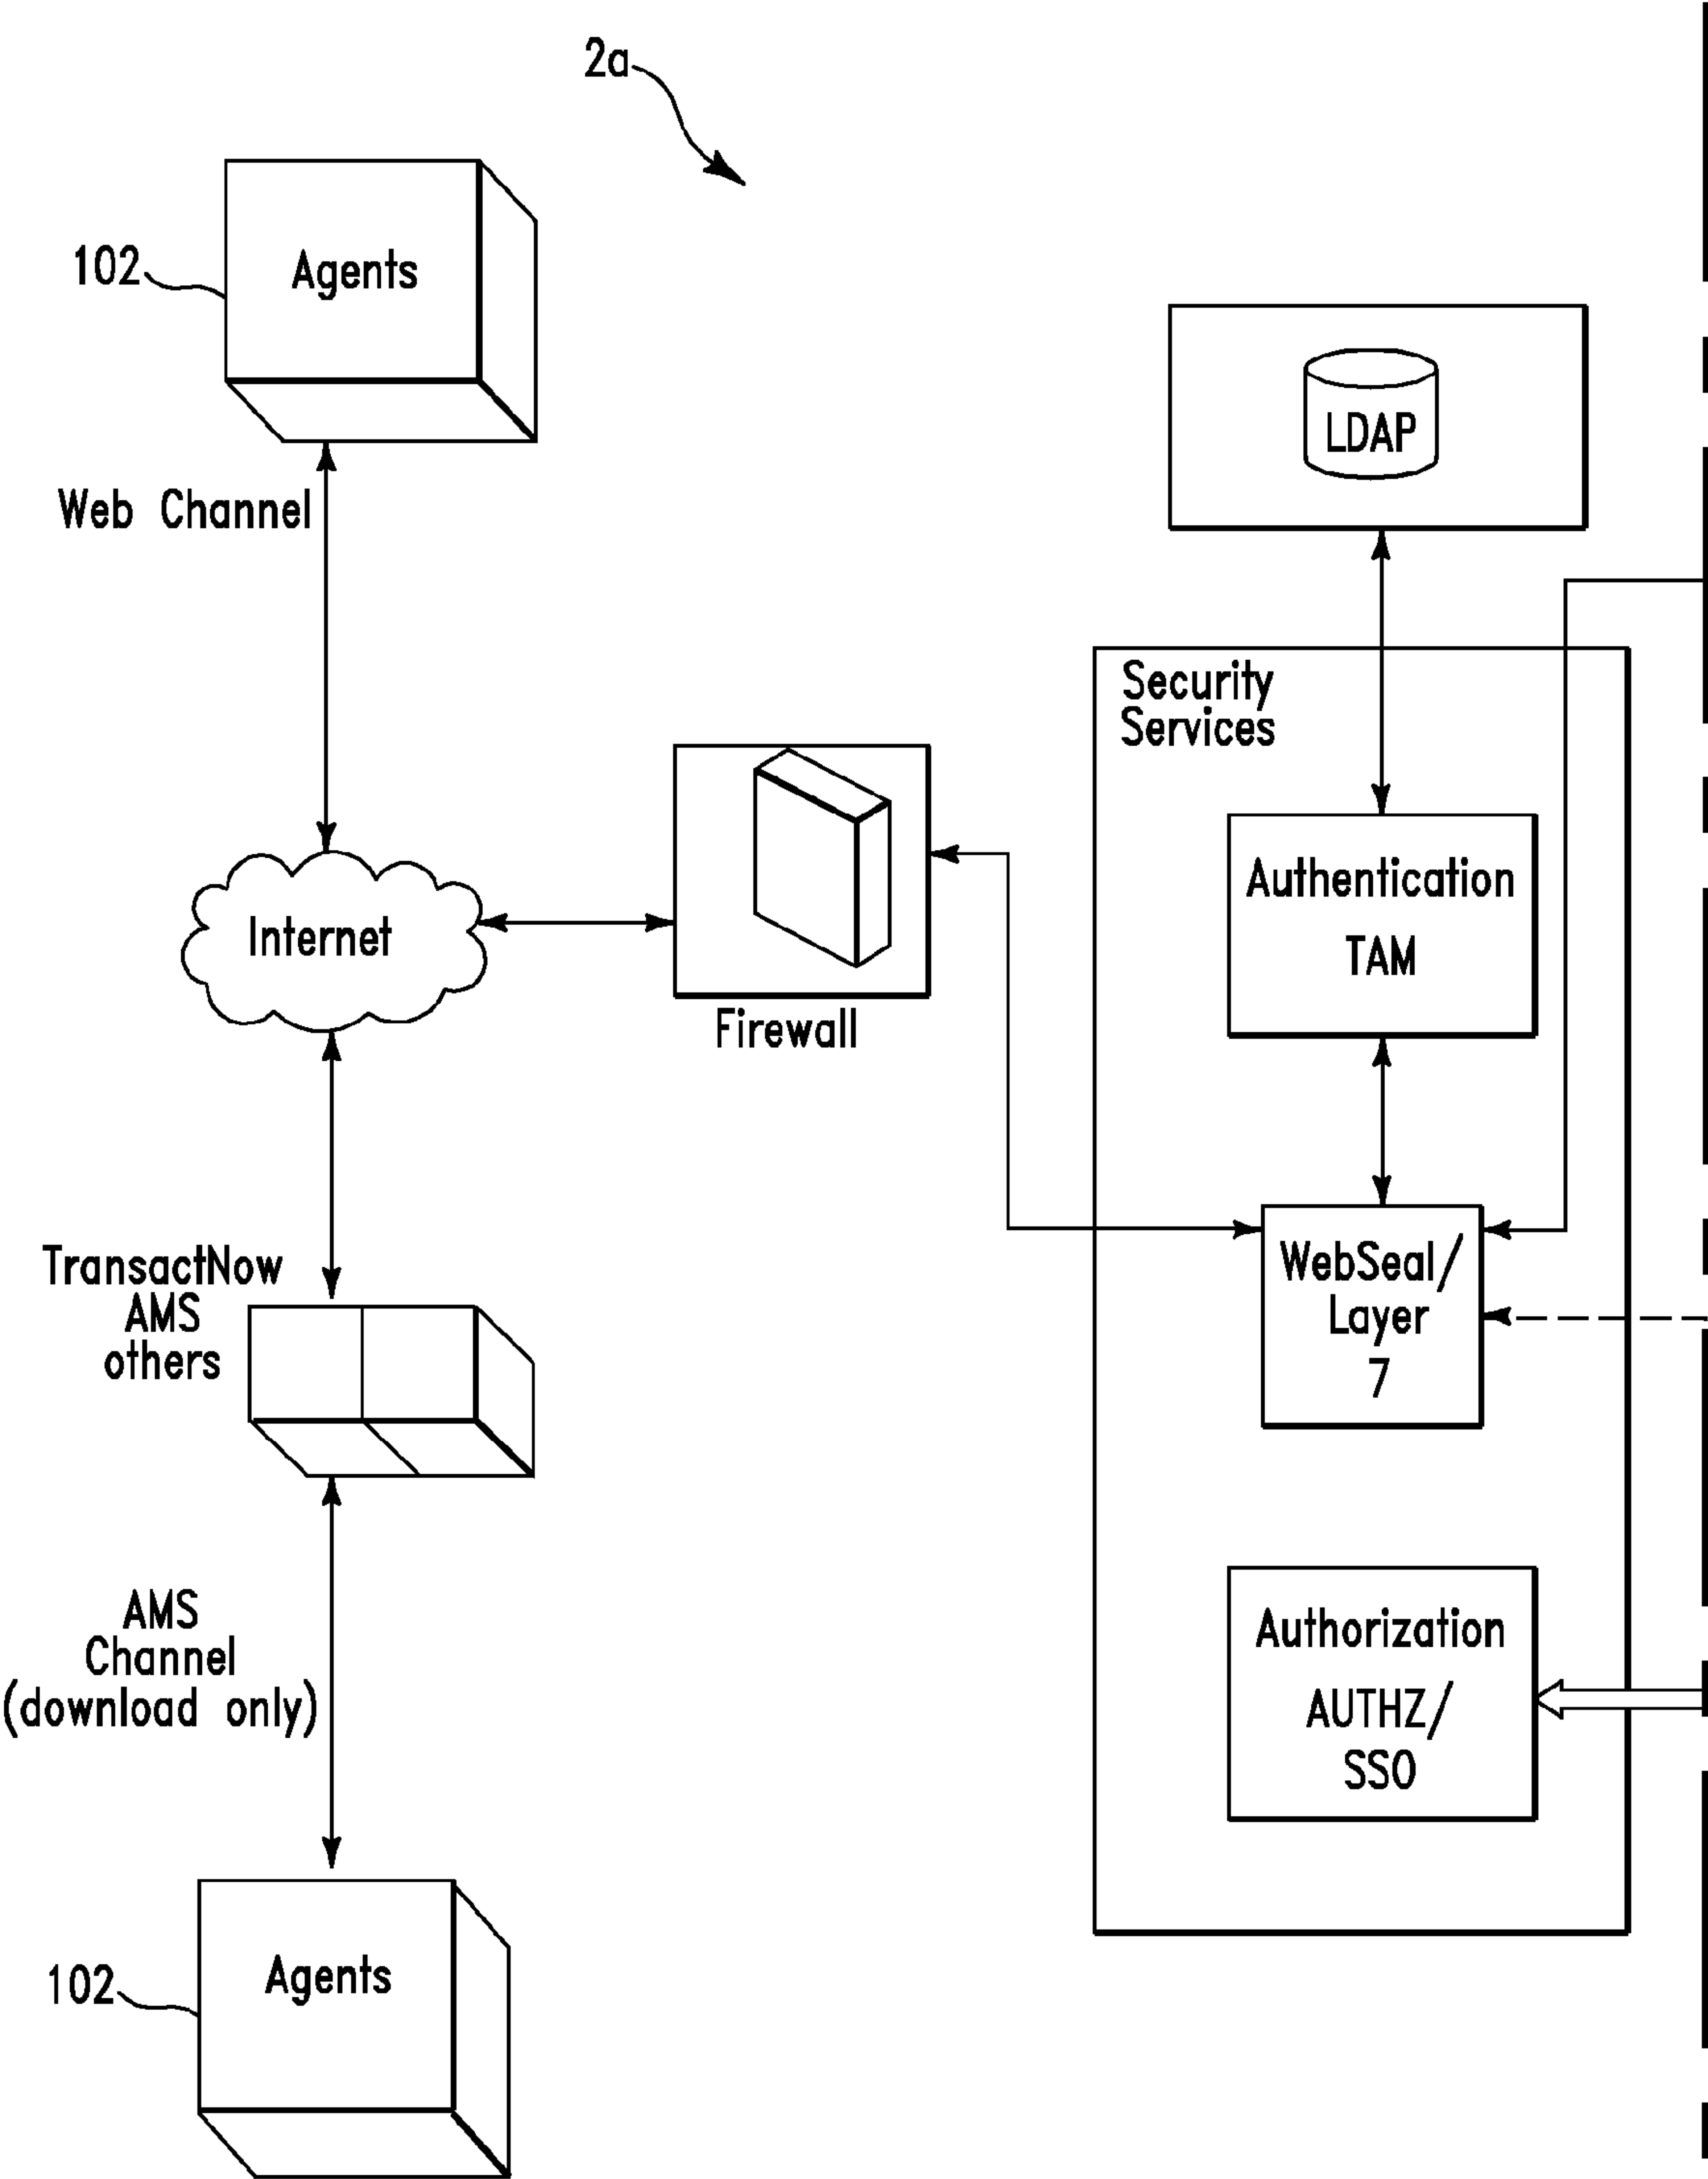 2a
102
Agents
LDAP
Web Channel
Security
Services
Authentication
TAM
Internet
Firewall
WebSeal/
Layer
7
TransactNow
AMS
others
AMS
Channel
(download only)
Authorization
AUTHZ/
SSO
102
Agents